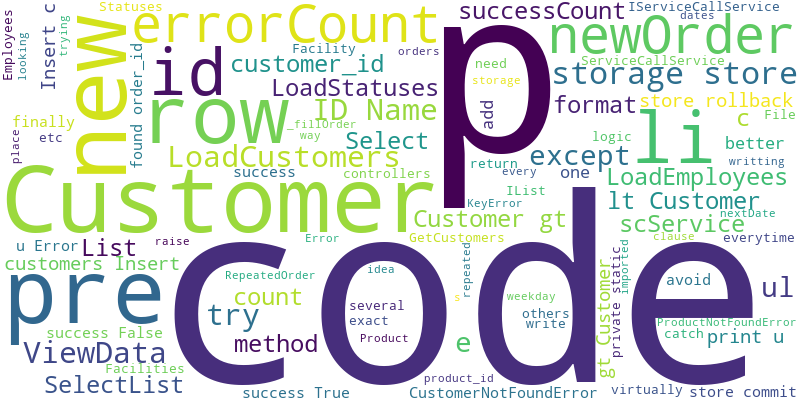 Employees
looking
Insert c
trying
Statuses
new
errorCount
successCount
IServiceCallService
dates
found order_id
id
Facility
orders
customer_id
LoadStatuses
p
need
storage
newOrder
ServiceCallService
storage store
finally
etc
place
row
ID Name
_fillOrder
way
Select
add
format
store rollback
c
File
LoadCustomers
success
controllers
return
every
except
one
logic
li
better
writting
Customer
KeyError
IList
LoadEmployees
lt Customer
nextDate
Customer gt
scService
u Error
List
raise
Error
GetCustomers
clause
everytime
customers Insert
pre
code
RepeatedOrder
idea
repeated
gt Customer
imported
private static
avoid
ul
count
several
s
weekday
try
exact
others
write
ProductNotFoundError
catch
print u
success False
ViewData
method
Product
e
Facilities
SelectList
success True
product_id
CustomerNotFoundError
virtually
store commit